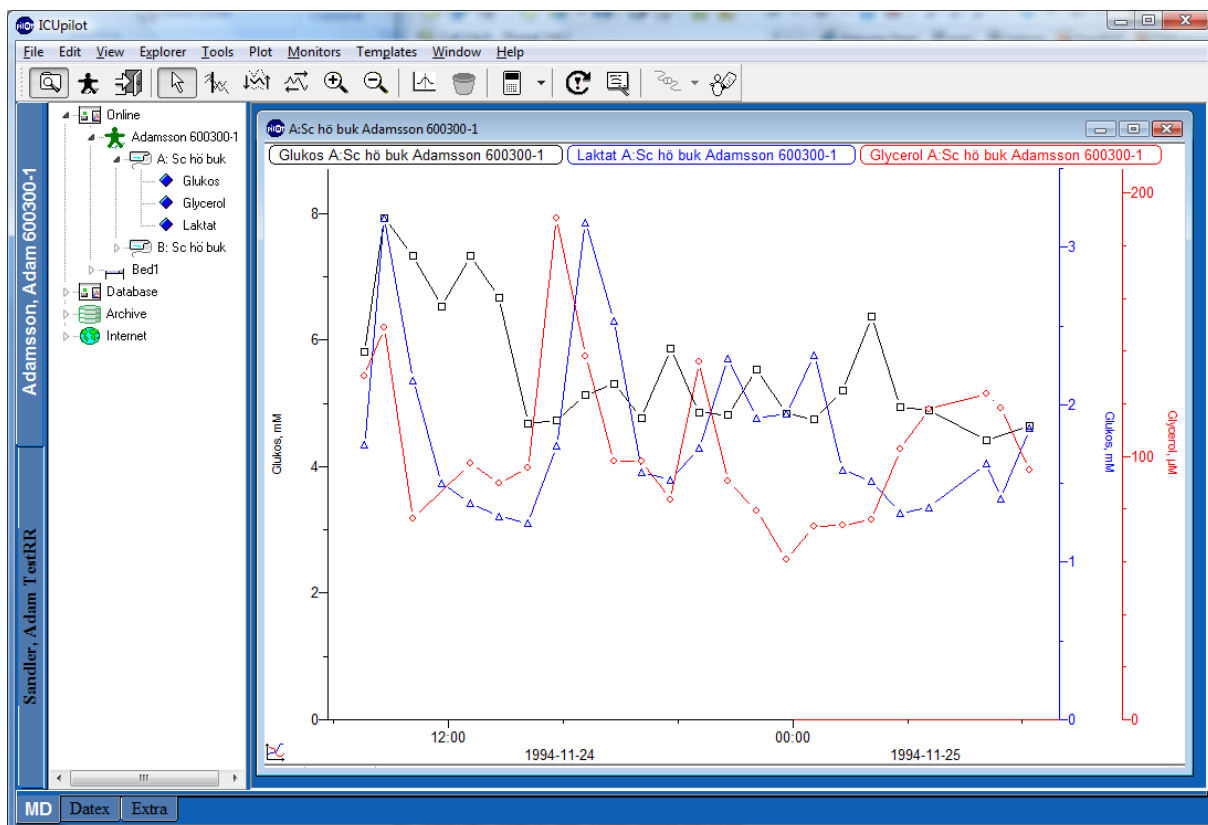 ICUpilot
File Edit View Explorer Tools Plot Monitors Templates Window Help
Adamsson, Adam 600300-1
Sandler, Adam TestRR
Online
Adamsson 600300-1
A: Sc hö buk
Glukos
Glycerol
Laktat
B: Sc hö buk
Bed1
Database
Archive
Internet
PILOT A:Sc hö buk Adamsson 600300-1
Glukos A:Sc hö buk Adamsson 600300-1 Laktat A:Sc hö buk Adamsson 600300-1 Glycerol A:Sc hö buk Adamsson 600300-1
Glukos, mM
8
6
4
2
0
3
2
1
0
Glukos, mM
200
100
0
Glycerol, µM
12:00 00:00
1994-11-24 1994-11-25
MD Datex Extra